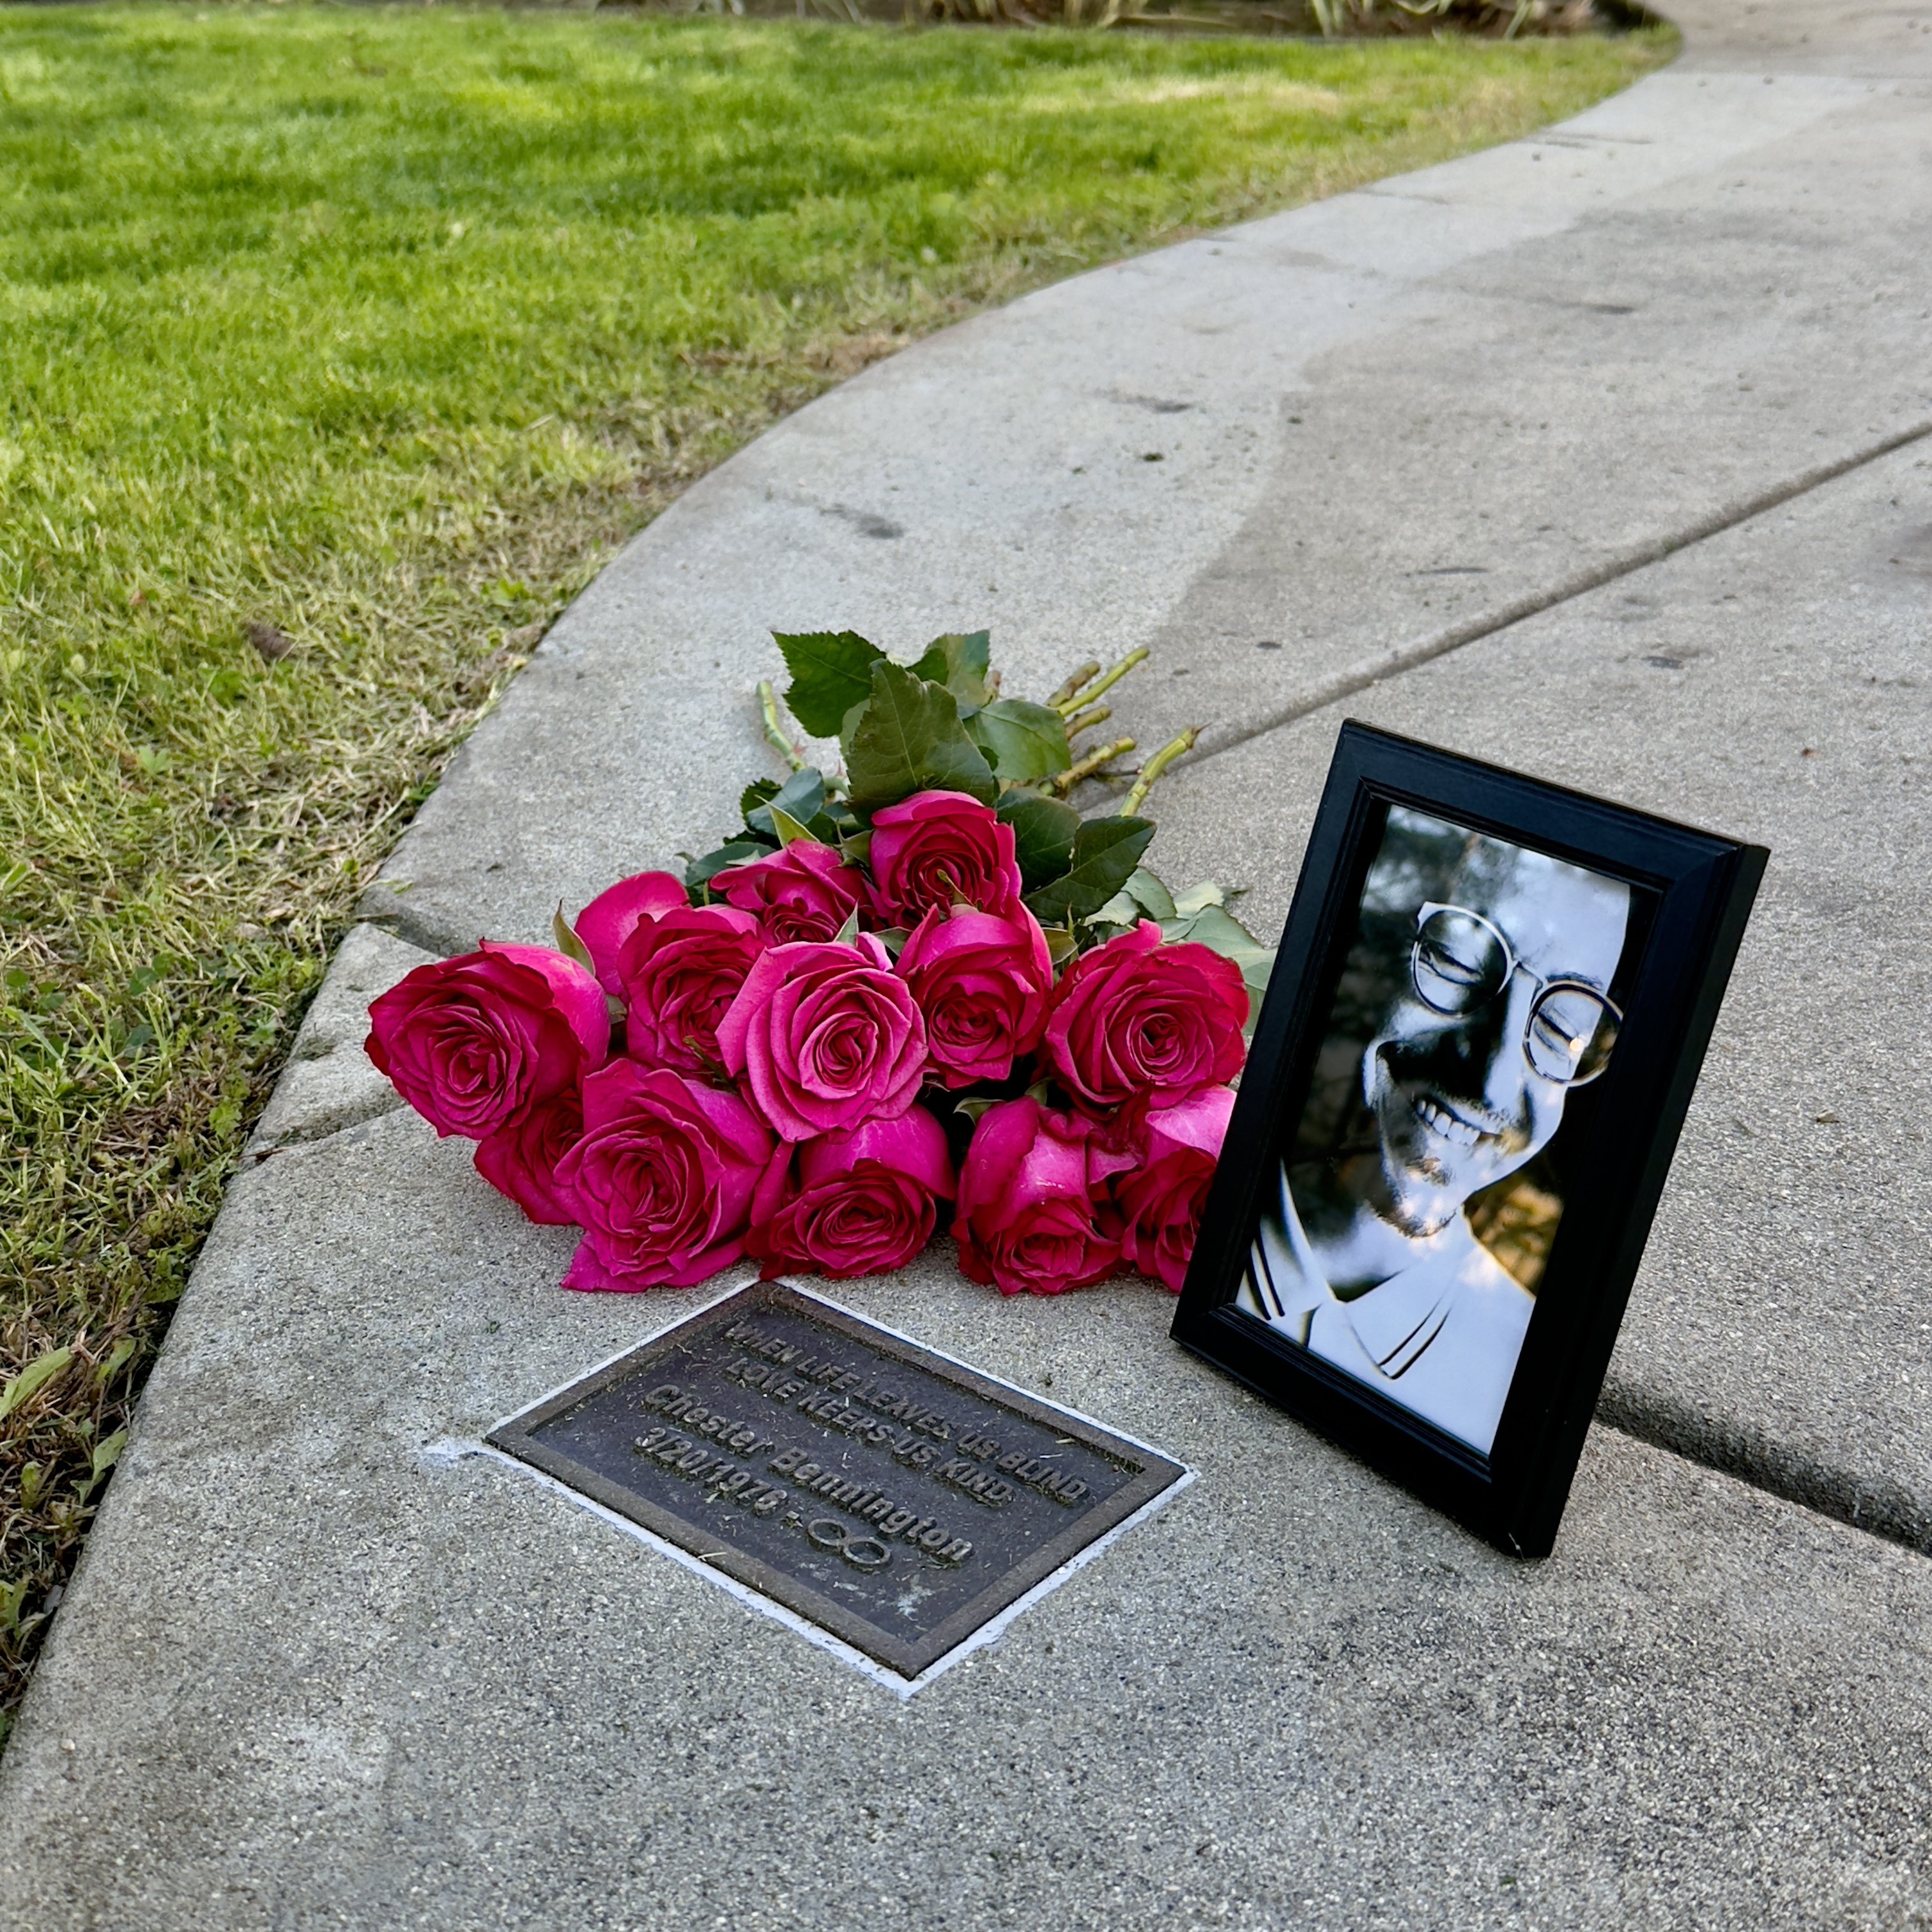 WHEN LIFE LEAVES US BLIND
LOVE KEEPS US KIND
Chester Bennington
3/20/1976 - ∞